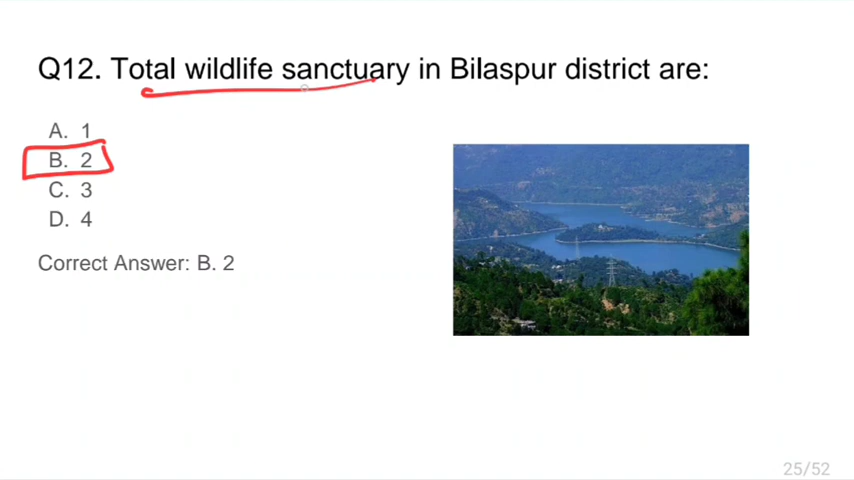 Q12. Total wildlife sanctuary in Bilaspur district are:
A. 1
B. 2
C. 3
D. 4
Correct Answer: B. 2
25/52